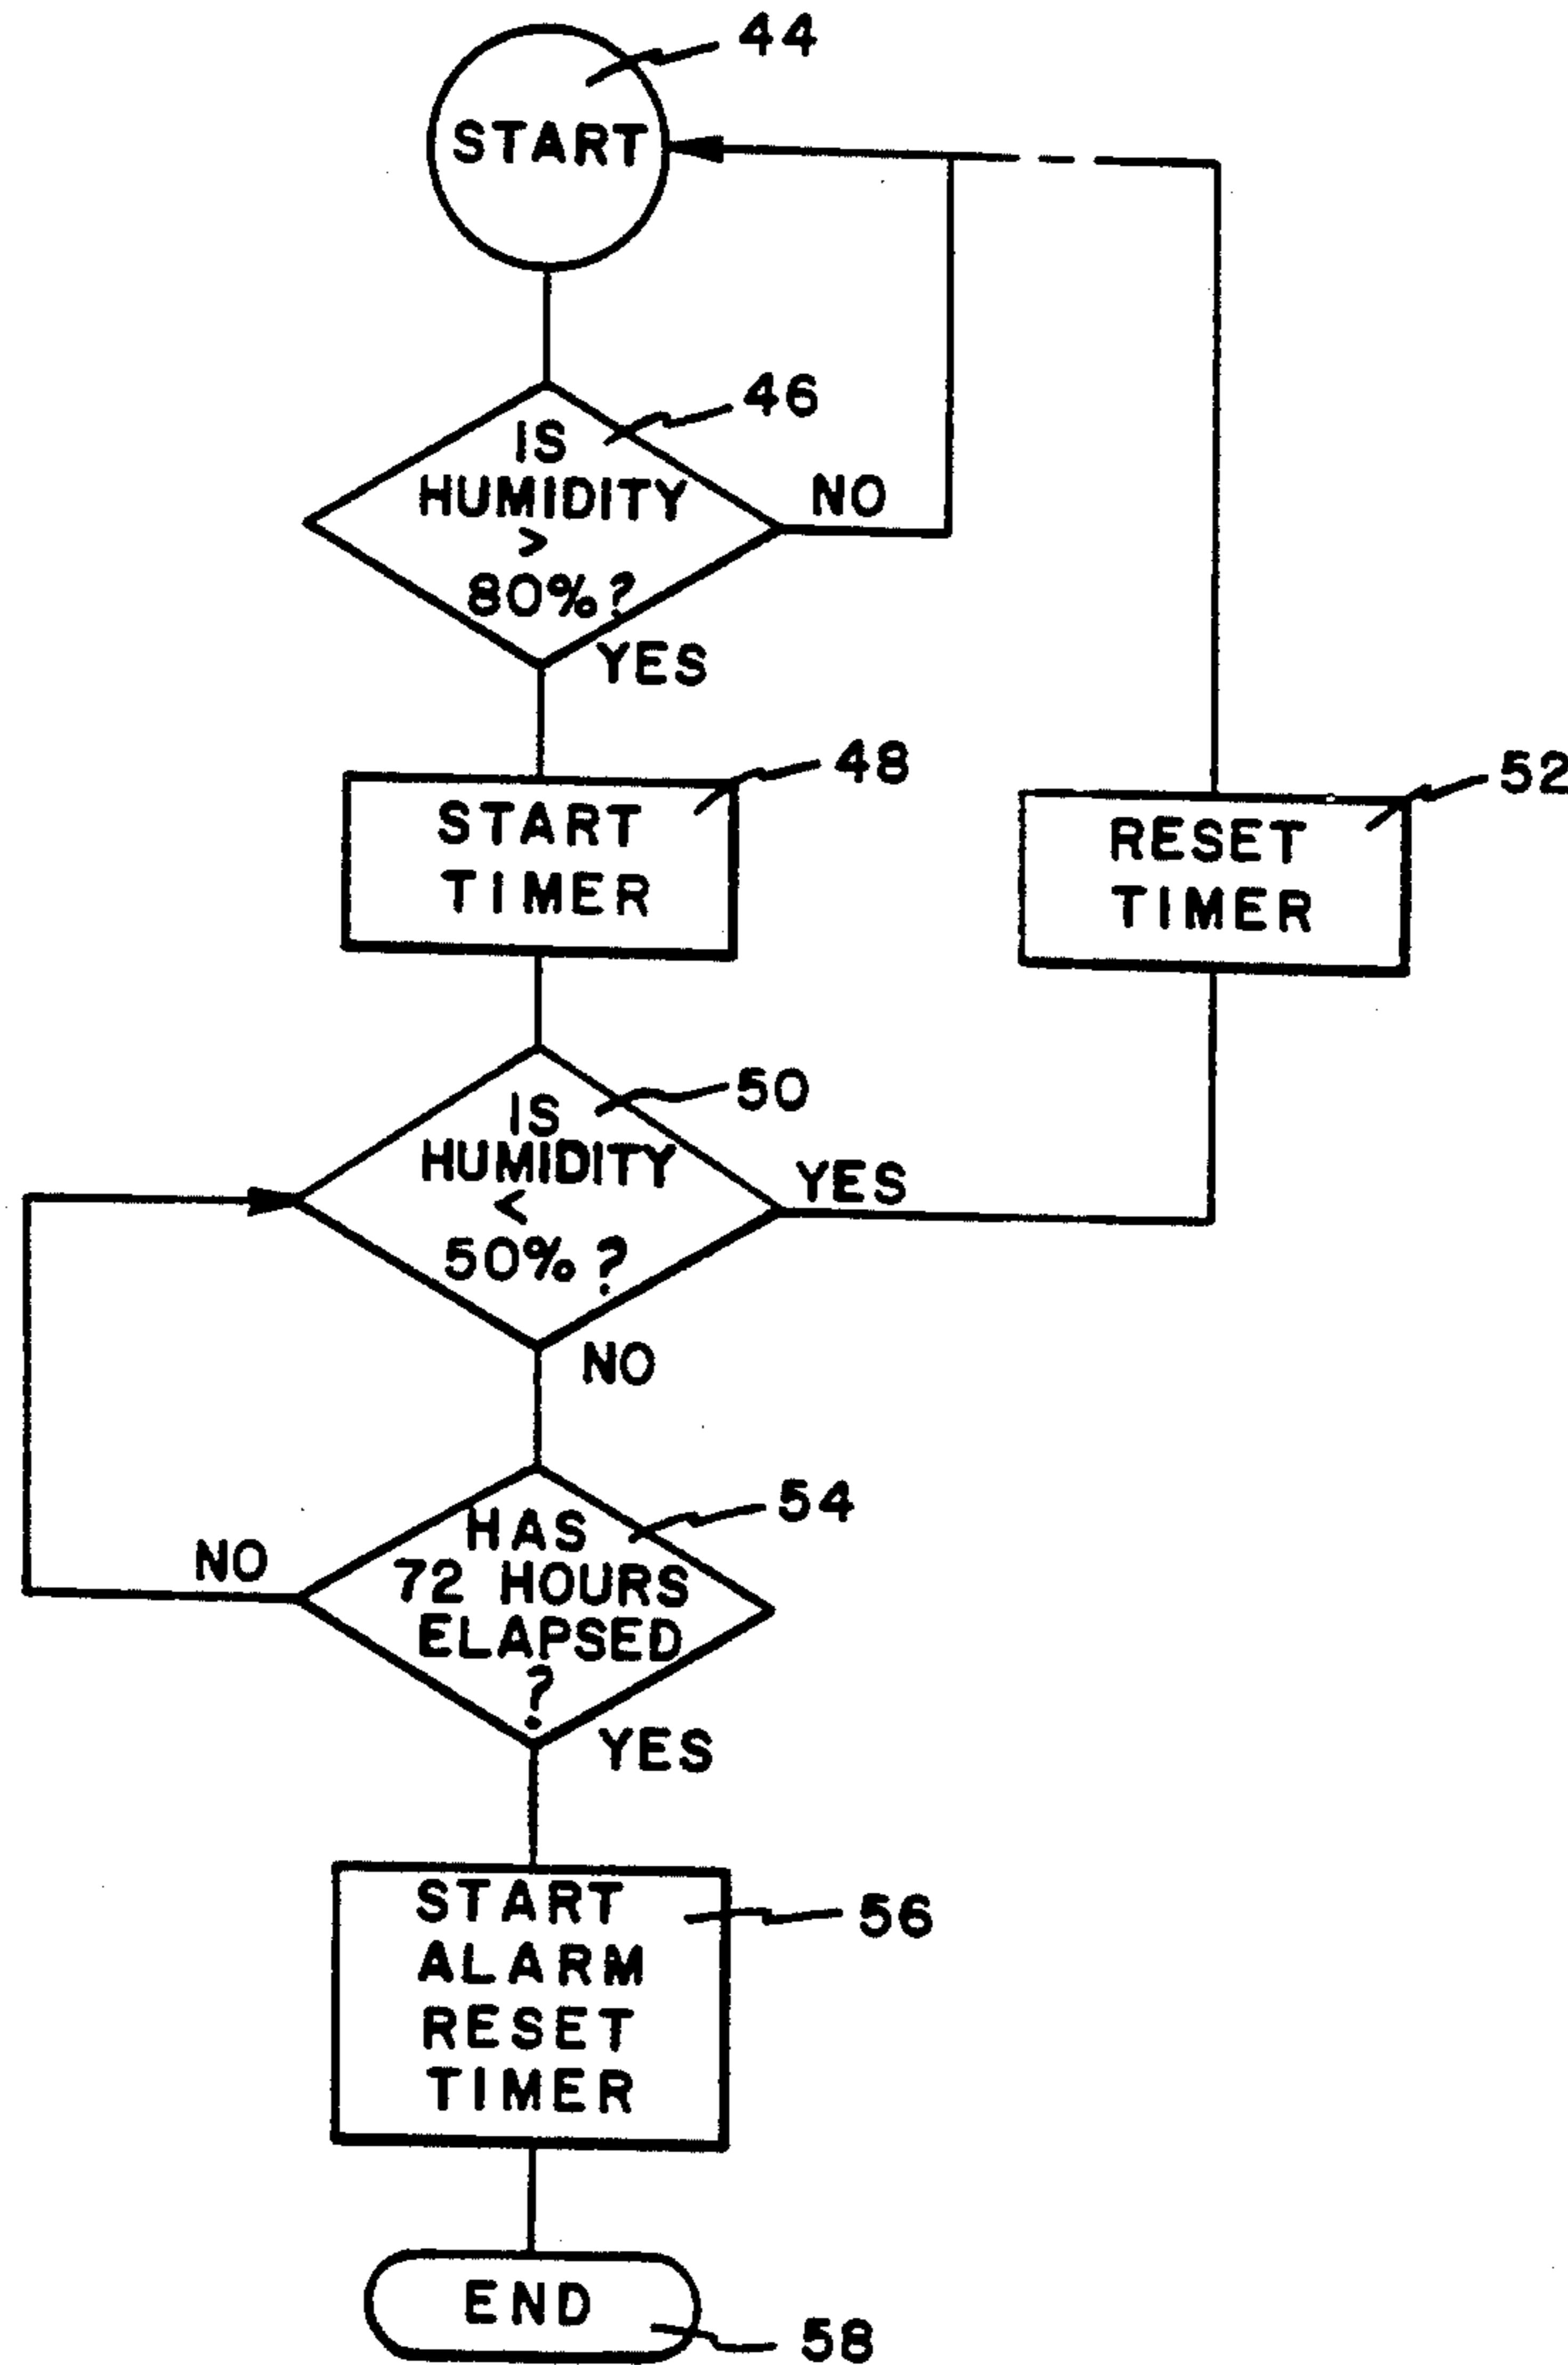 44
START
46
IS
HUMIDITY
>
80%?
NO
YES
48
START
TIMER
52
RESET
TIMER
50
IS
HUMIDITY
<
50%?
YES
NO
54
HAS
72 HOURS
ELAPSED
?
NO
YES
56
START
ALARM
RESET
TIMER
END
58